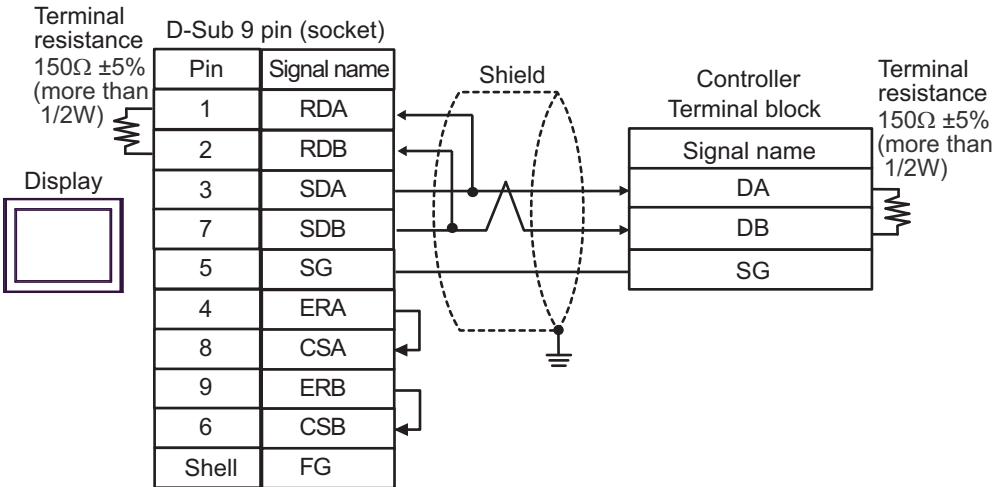 Terminal
resistance
150Ω ±5%
(more than
1/2W)
D-Sub 9 pin (socket)
Pin Signal name
1 RDA
2 RDB
3 SDA
7 SDB
5 SG
4 ERA
8 CSA
9 ERB
6 CSB
Shell FG
Display
Shield
Controller
Terminal block
Signal name
DA
DB
SG
Terminal
resistance
150Ω ±5%
(more than
1/2W)